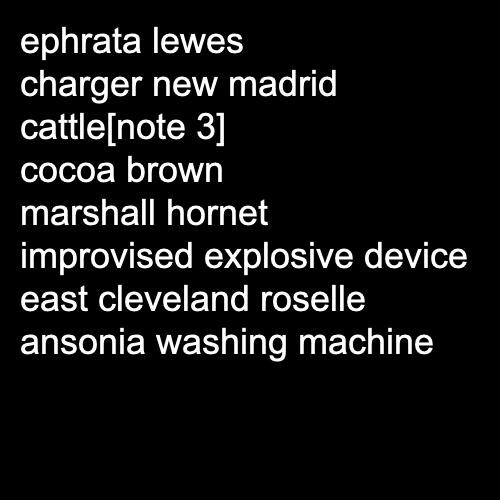 ephrata lewes
charger new madrid
cattle[note 3]
cocoa brown
marshall hornet
improvised explosive device
east cleveland roselle
ansonia washing machine